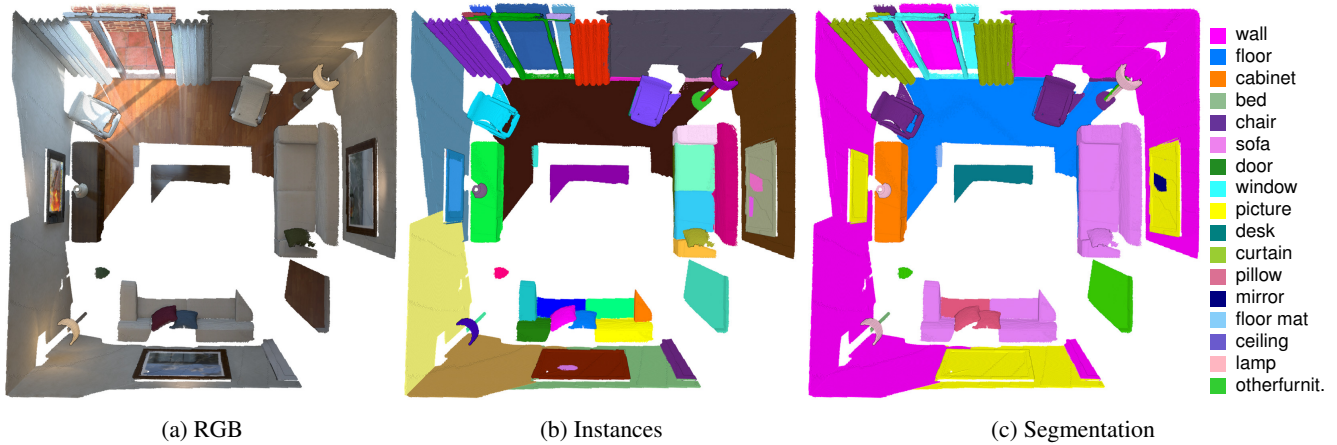 wall
floor
cabinet
bed
chair
sofa
door
window
picture
desk
curtain
pillow
mirror
floor mat
ceiling
lamp
otherfurnit.
(a) RGB
(b) Instances
(c) Segmentation